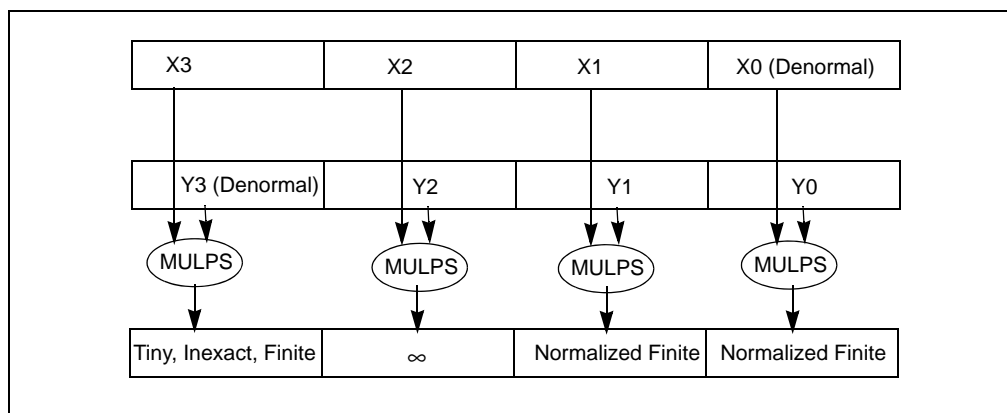 X3 X2 X1 X0 (Denormal)
Y3 (Denormal) Y2 Y1 Y0
MULPS MULPS MULPS MULPS
Tiny, Inexact, Finite ∞ Normalized Finite Normalized Finite